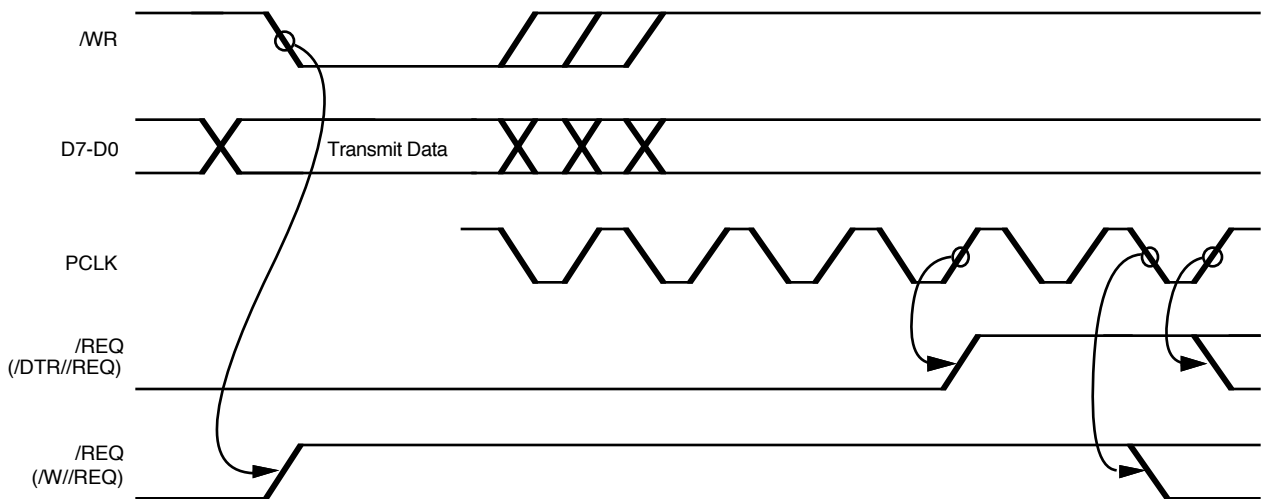 /WR
D7-D0
Transmit Data
PCLK
/REQ
(/DTR//REQ)
/REQ
(/W//REQ)